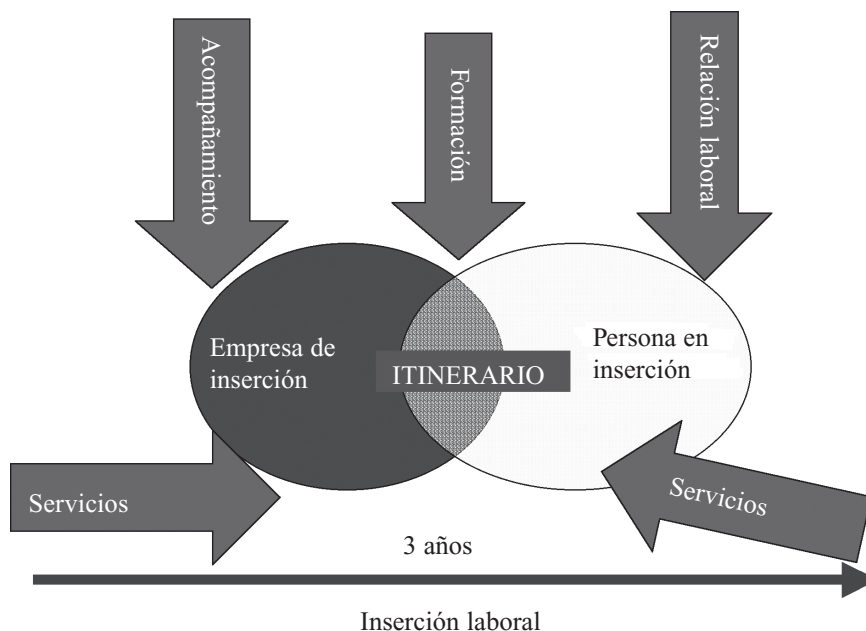 Acompañamiento
Formación
Relación laboral
Empresa de
inserción
ITINERARIO
Persona en
inserción
Servicios
Servicios
3 años
Inserción laboral